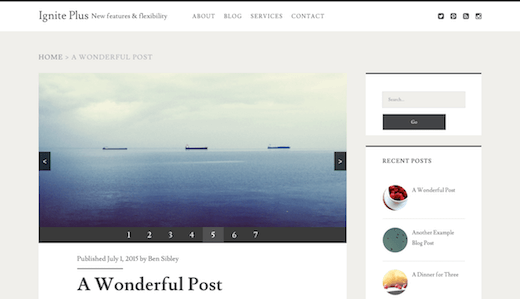 Ignite Plus New features & flexibility ABOUT BLOG SERVICES CONTACT
HOME > A WONDERFUL POST
Search ...
Go
RECENT POSTS
< >
A Wonderful Post
1 2 3 4 5 6 7
Another Example
Blog Post
Published July 1, 2015 by Ben Sibley
A Wonderful Post
A Dinner for Three